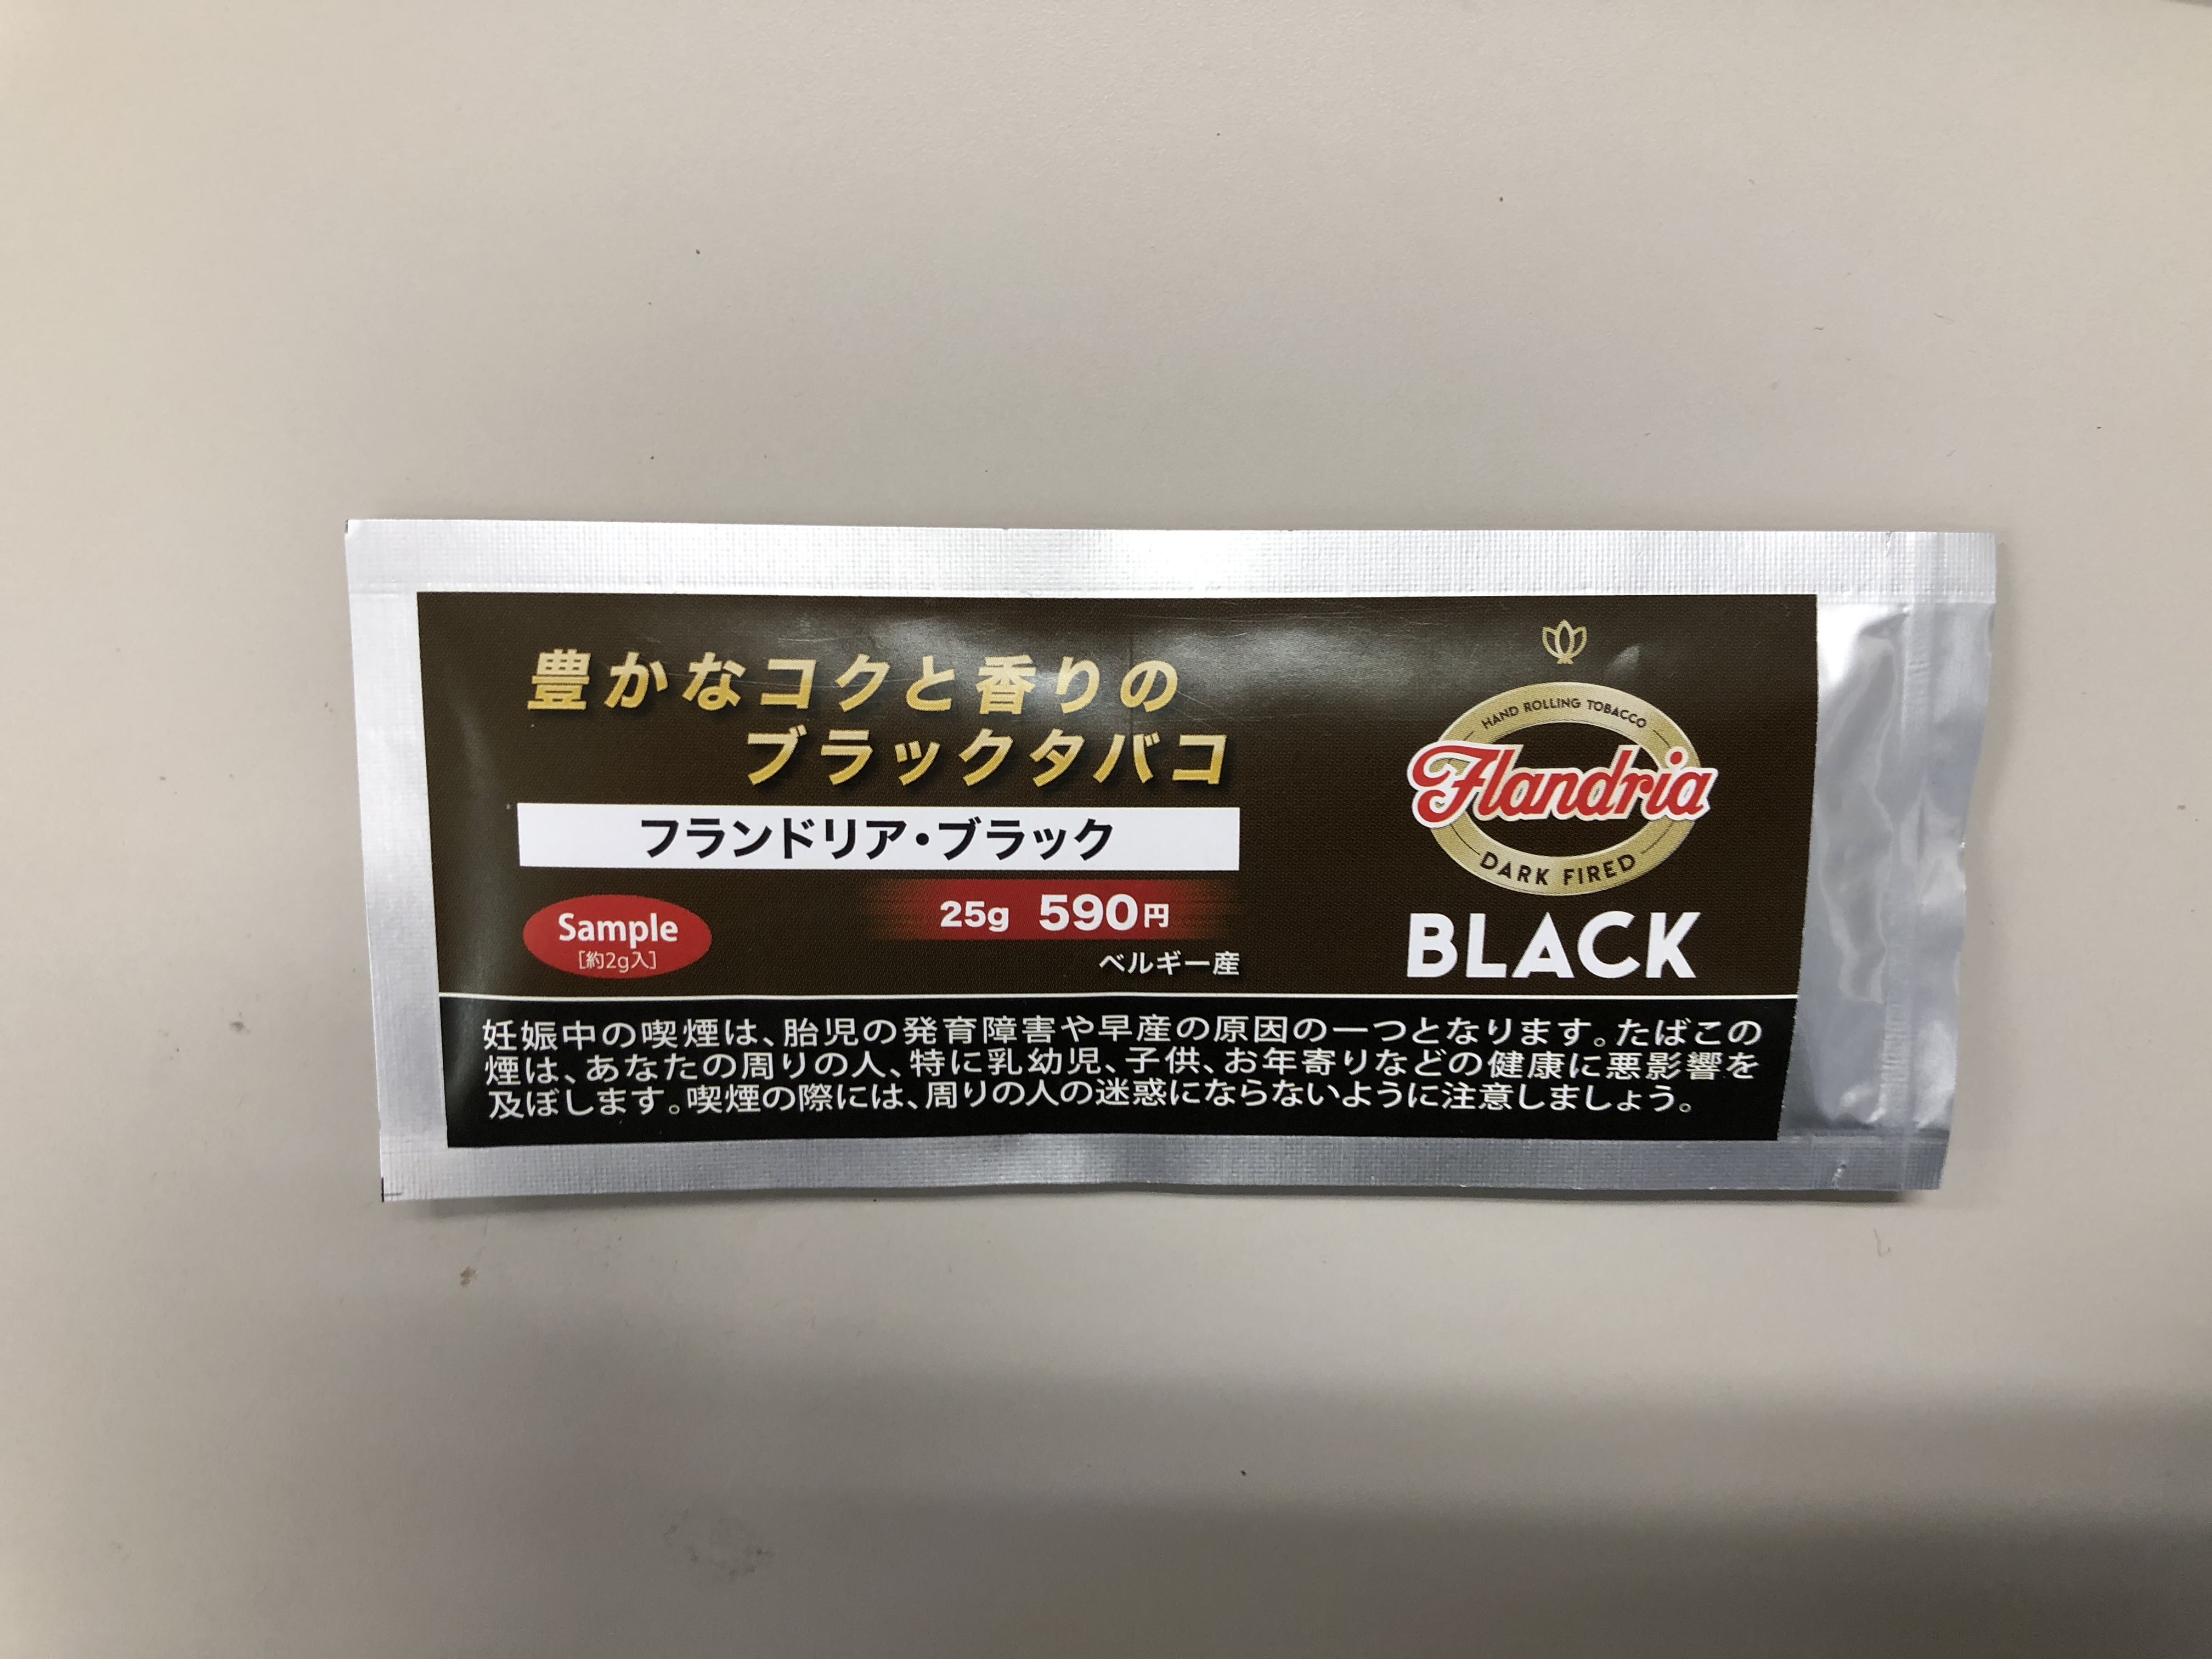 豊かなコクと香りの
ブラックタバコ
フランドリア・ブラック
Sample
[約2g入]
25g 590円
ベルギー産
HAND ROLLING TOBACCO
Flandria
DARK FIRED
BLACK
妊娠中の喫煙は、胎児の発育障害や早産の原因の一つとなります。たばこの
煙は、あなたの周りの人、特に乳幼児、子供、お年寄りなどの健康に悪影響を
及ぼします。喫煙の際には、周りの人の迷惑にならないように注意しましょう。